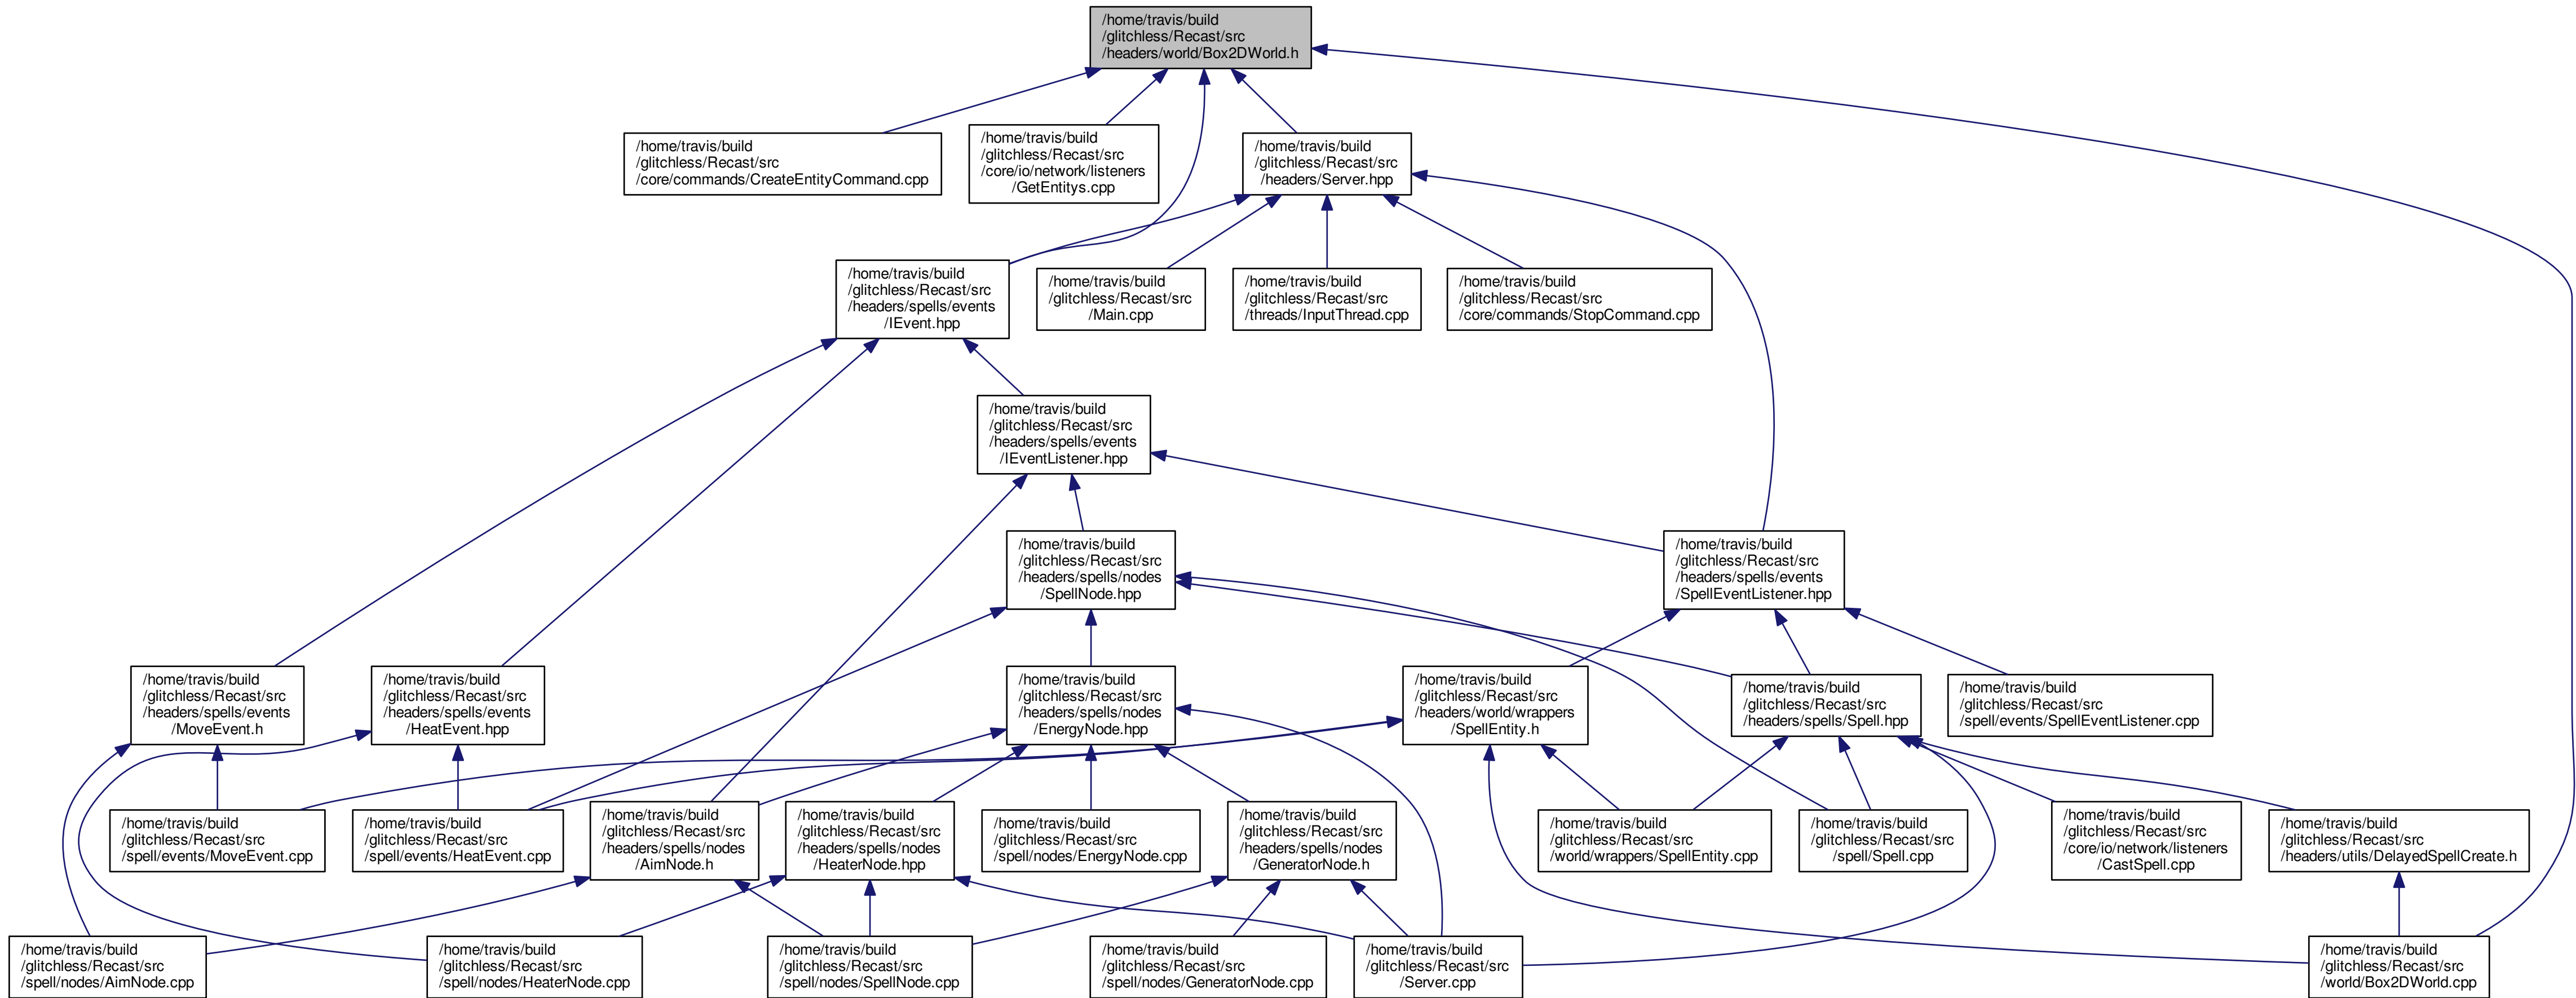 /home/travis/build
/glitchless/Recast/src
/headers/world/Box2DWorld.h
/home/travis/build
/glitchless/Recast/src
/core/commands/CreateEntityCommand.cpp
/home/travis/build
/glitchless/Recast/src
/core/io/network/listeners
/GetEntitys.cpp
/home/travis/build
/glitchless/Recast/src
/headers/Server.hpp
/home/travis/build
/glitchless/Recast/src
/headers/spells/events
/IEvent.hpp
/home/travis/build
/glitchless/Recast/src
/Main.cpp
/home/travis/build
/glitchless/Recast/src
/threads/InputThread.cpp
/home/travis/build
/glitchless/Recast/src
/core/commands/StopCommand.cpp
/home/travis/build
/glitchless/Recast/src
/headers/spells/events
/IEventListener.hpp
/home/travis/build
/glitchless/Recast/src
/headers/spells/nodes
/SpellNode.hpp
/home/travis/build
/glitchless/Recast/src
/headers/spells/events
/SpellEventListener.hpp
/home/travis/build
/glitchless/Recast/src
/headers/spells/events
/MoveEvent.h
/home/travis/build
/glitchless/Recast/src
/headers/spells/events
/HeatEvent.hpp
/home/travis/build
/glitchless/Recast/src
/headers/spells/nodes
/EnergyNode.hpp
/home/travis/build
/glitchless/Recast/src
/headers/world/wrappers
/SpellEntity.h
/home/travis/build
/glitchless/Recast/src
/headers/spells/Spell.hpp
/home/travis/build
/glitchless/Recast/src
/spell/events/SpellEventListener.cpp
/home/travis/build
/glitchless/Recast/src
/spell/events/MoveEvent.cpp
/home/travis/build
/glitchless/Recast/src
/spell/events/HeatEvent.cpp
/home/travis/build
/glitchless/Recast/src
/headers/spells/nodes
/AimNode.h
/home/travis/build
/glitchless/Recast/src
/headers/spells/nodes
/HeaterNode.hpp
/home/travis/build
/glitchless/Recast/src
/spell/nodes/EnergyNode.cpp
/home/travis/build
/glitchless/Recast/src
/headers/spells/nodes
/GeneratorNode.h
/home/travis/build
/glitchless/Recast/src
/world/wrappers/SpellEntity.cpp
/home/travis/build
/glitchless/Recast/src
/spell/Spell.cpp
/home/travis/build
/glitchless/Recast/src
/core/io/network/listeners
/CastSpell.cpp
/home/travis/build
/glitchless/Recast/src
/headers/utils/DelayedSpellCreate.h
/home/travis/build
/glitchless/Recast/src
/spell/nodes/AimNode.cpp
/home/travis/build
/glitchless/Recast/src
/spell/nodes/HeaterNode.cpp
/home/travis/build
/glitchless/Recast/src
/spell/nodes/SpellNode.cpp
/home/travis/build
/glitchless/Recast/src
/spell/nodes/GeneratorNode.cpp
/home/travis/build
/glitchless/Recast/src
/Server.cpp
/home/travis/build
/glitchless/Recast/src
/world/Box2DWorld.cpp